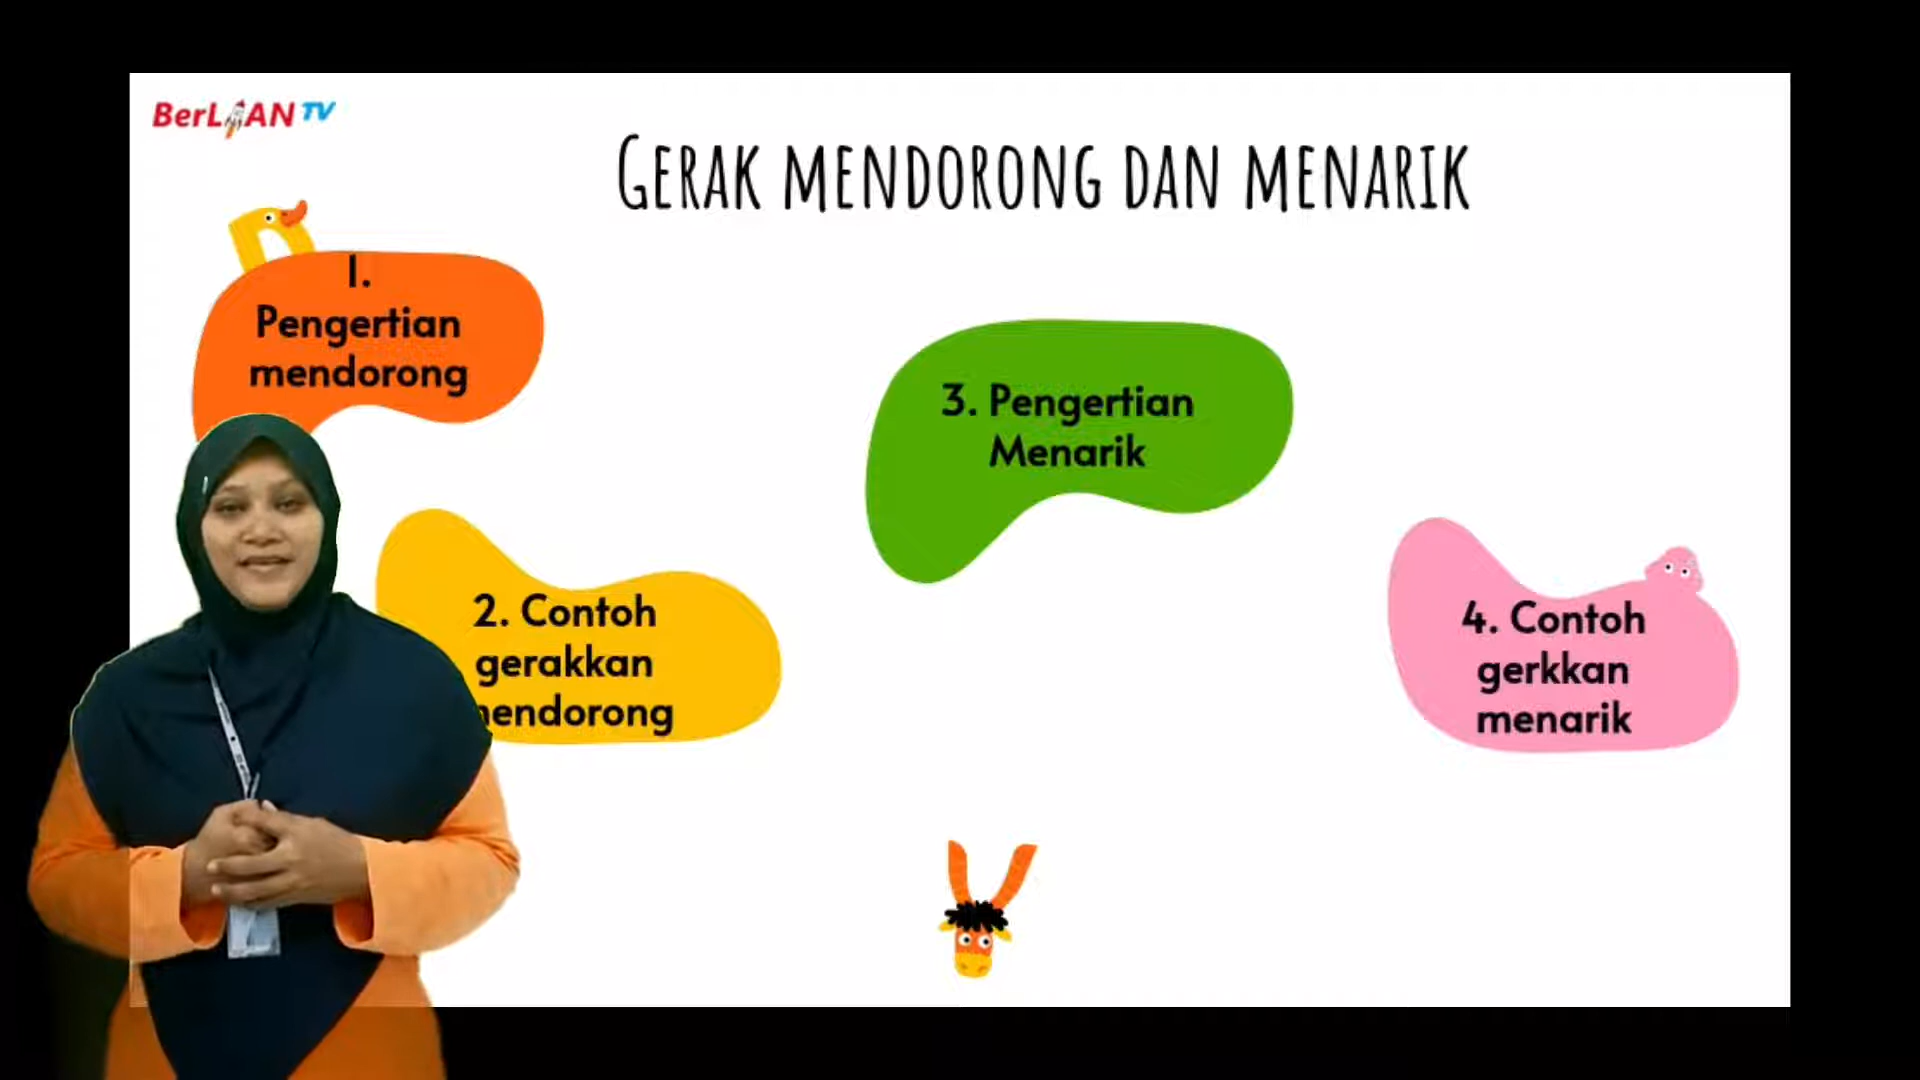 BerLIAN TV
GERAK MENDORONG DAN MENARIK
1.
Pengertian
mendorong
2. Contoh
gerakkan
mendorong
3. Pengertian
Menarik
4. Contoh
gerkkan
menarik